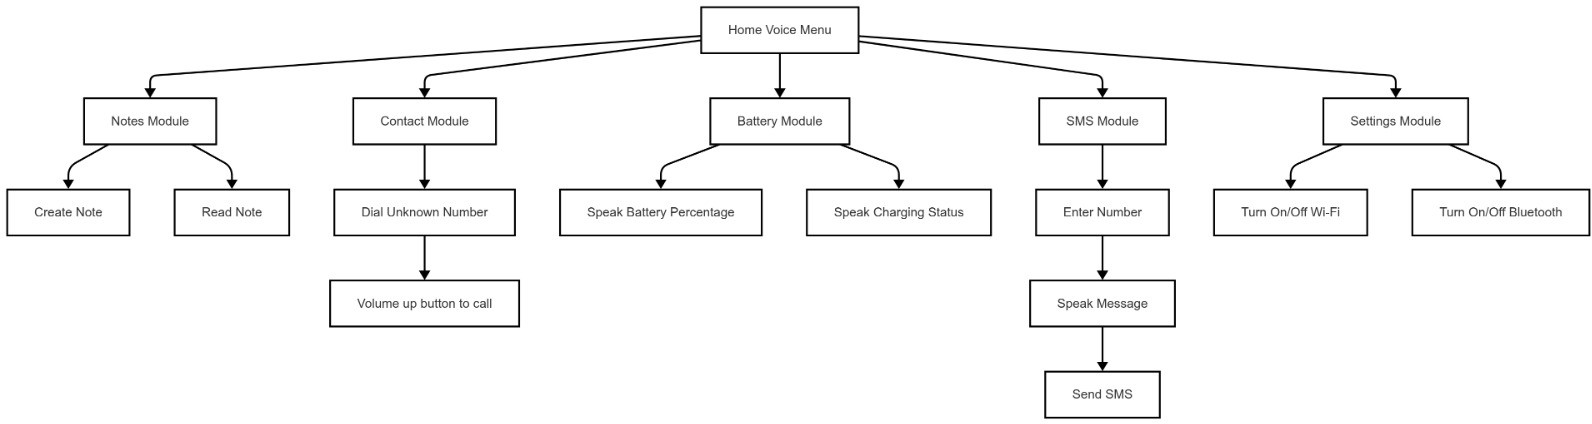 Home Voice Menu
Notes Module
Contact Module
Battery Module
SMS Module
Settings Module
Create Note
Read Note
Dial Unknown Number
Speak Battery Percentage
Speak Charging Status
Enter Number
Turn On/Off Wi-Fi
Turn On/Off Bluetooth
Volume up button to call
Speak Message
Send SMS